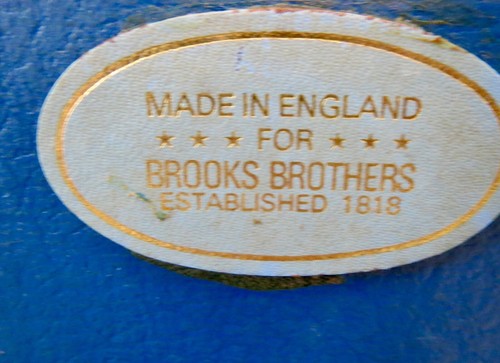 MADE IN ENGLAND
★ ★ ★ FOR ★ ★ ★
BROOKS BROTHERS
ESTABLISHED 1818